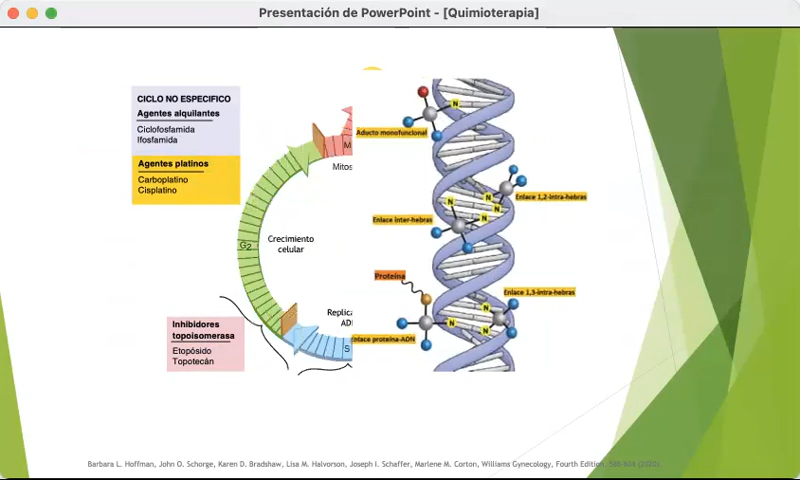 Presentación de PowerPoint - [Quimioterapia]
CICLO NO ESPECIFICO
Agentes alquilantes
Ciclofosfamida
Ifosfamida
Agentes platinos
Carboplatino
Cisplatino
M
Mitos
G2
Crecimiento
celular
Replica
AD
S
Inhibidores
topoisomerasa
Etopósido
Topotecán
N
Aducto monofuncional
N
N
N
Enlace 1,2-intra-hebras
Enlace inter-hebras
N
Proteína
Enlace 1,3-intra-hebras
N
N
N
Enlace proteína-ADN
Barbara L. Hoffman, John O. Schorge, Karen D. Bradshaw, Lisa M. Halvorson, Joseph I. Schaffer, Marlene M. Corton, Williams Gynecology, Fourth Edition. (2020)